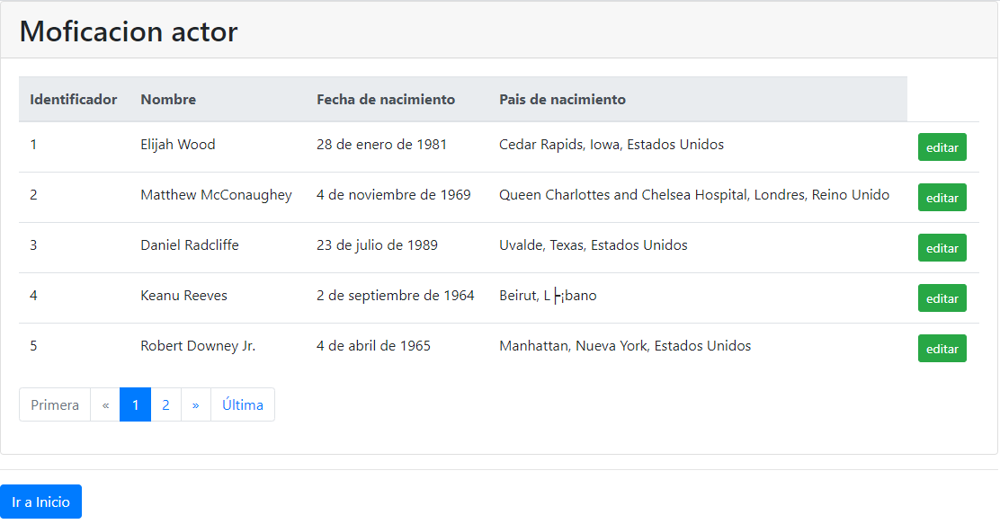 Moficacion actor
Identificador Nombre Fecha de nacimiento Pais de nacimiento
1 Elijah Wood 28 de enero de 1981 Cedar Rapids, Iowa, Estados Unidos editar
2 Matthew McConaughey 4 de noviembre de 1969 Queen Charlottes and Chelsea Hospital, Londres, Reino Unido editar
3 Daniel Radcliffe 23 de julio de 1989 Uvalde, Texas, Estados Unidos editar
4 Keanu Reeves 2 de septiembre de 1964 Beirut, L├¡bano editar
5 Robert Downey Jr. 4 de abril de 1965 Manhattan, Nueva York, Estados Unidos editar
Primera « 1 2 » Última
Ir a Inicio